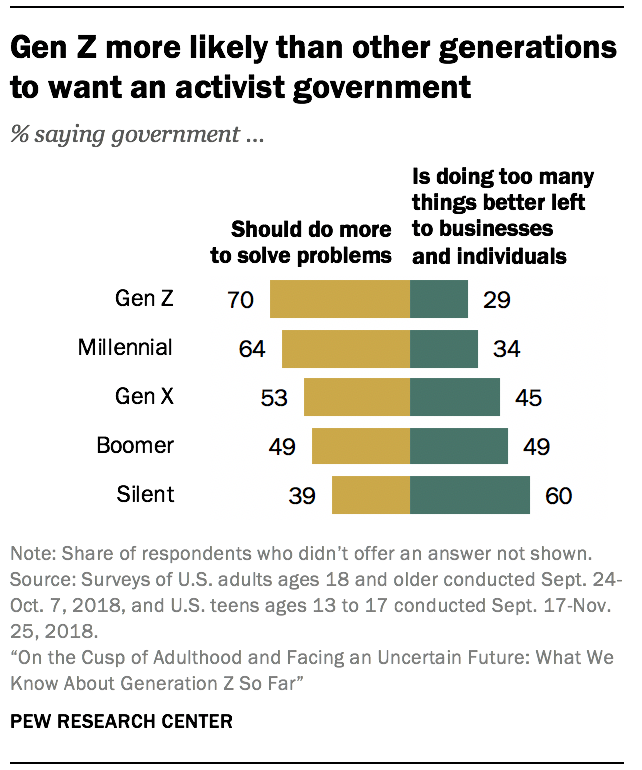 Gen Z more likely than other generations
to want an activist government
% saying government ...
Should do more
to solve problems
Is doing too many
things better left
to businesses
and individuals
Gen Z 70 29
Millennial 64 34
Gen X 53 45
Boomer 49 49
Silent 39 60
Note: Share of respondents who didn’t offer an answer not shown.
Source: Surveys of U.S. adults ages 18 and older conducted Sept. 24-
Oct. 7, 2018, and U.S. teens ages 13 to 17 conducted Sept. 17-Nov.
25, 2018.
“On the Cusp of Adulthood and Facing an Uncertain Future: What We
Know About Generation Z So Far”
PEW RESEARCH CENTER